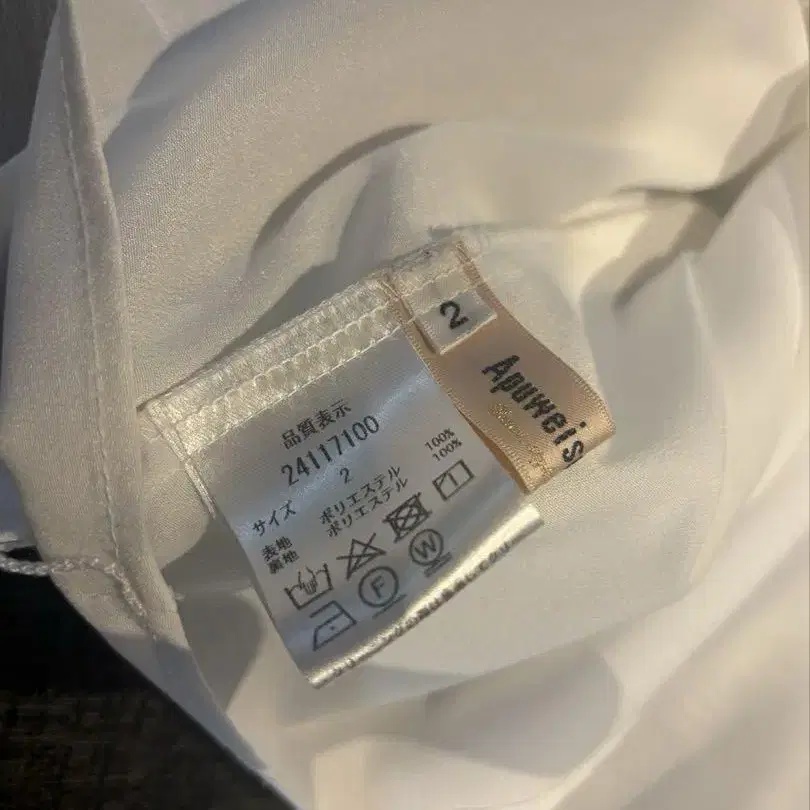 2
Apuweis
品質表示
24117100
サイズ 2
表地 ポリエステル 100%
裏地 ポリエステル 100%
F
W